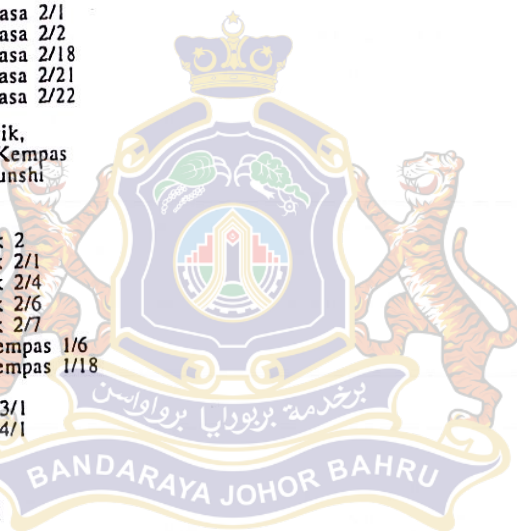 asa 2/1
asa 2/2
asa 2/18
asa 2/21
asa 2/22
ik,
Kempas
unshi
2
2/1
2/4
2/6
2/7
empas 1/6
empas 1/18
3/1
4/1
برخدمة بربودايا برواواسن
BANDARAYA JOHOR BAHRU